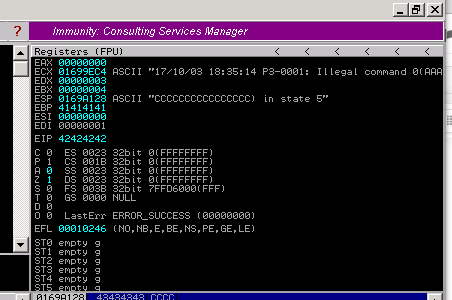 ?
Immunity: Consulting Services Manager
Registers (FPU) < < < < < <
EAX 00000000
ECX 01699EC4 ASCII "17/10/03 18:35:14 P3-0001: Illegal command 0(AAA
EDX 00000003
EBX 00000004
ESP 0169A128 ASCII "CCCCCCCCCCCCCCCC) in state 5"
EBP 41414141
ESI 00000000
EDI 00000001
EIP 42424242
C 0 ES 0023 32bit 0(FFFFFFFF)
P 1 CS 001B 32bit 0(FFFFFFFF)
A 0 SS 0023 32bit 0(FFFFFFFF)
Z 1 DS 0023 32bit 0(FFFFFFFF)
S 0 FS 003B 32bit 7FFD6000(FFF)
T 0 GS 0000 NULL
D 0
O 0 LastErr ERROR_SUCCESS (00000000)
EFL 00010246 (NO,NB,E,BE,NS,PE,GE,LE)
ST0 empty g
ST1 empty g
ST2 empty g
ST3 empty g
ST4 empty g
ST5 empty g
0169A128 43434343 CCCC